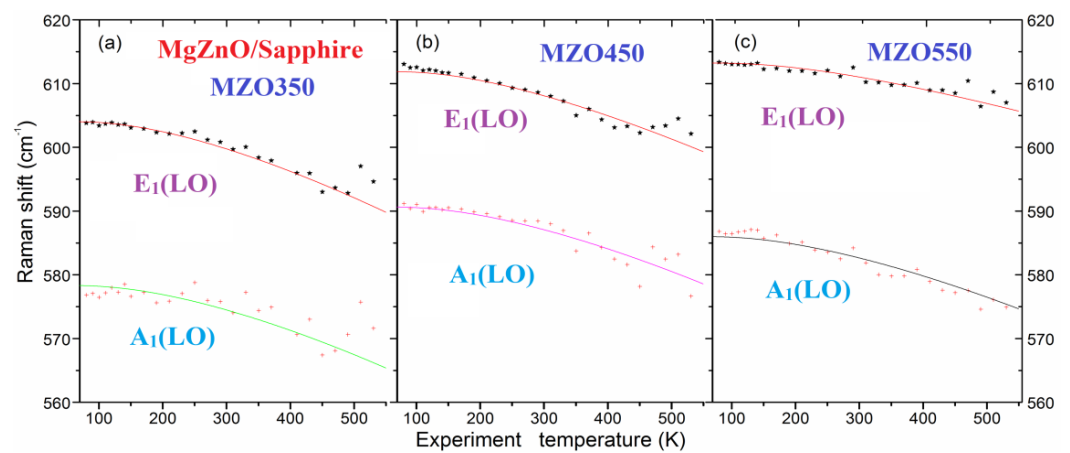 Raman shift (cm⁻¹)
620
610
600
590
580
570
560
(a)
MgZnO/Sapphire
MZO350
E₁(LO)
A₁(LO)
100 200 300 400 500
(b)
MZO450
E₁(LO)
A₁(LO)
100 200 300 400 500
(c)
MZO550
E₁(LO)
A₁(LO)
100 200 300 400 500
620
610
600
590
580
570
560
Experiment temperature (K)